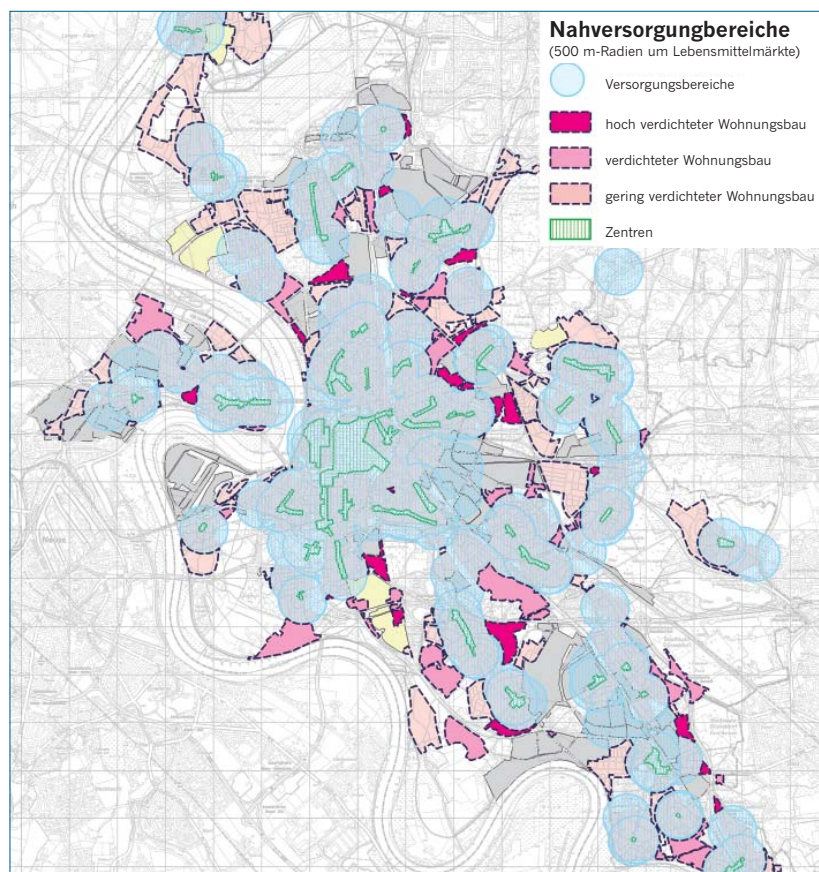 Nahversorgungbereiche
(500 m-Radien um Lebensmittelmärkte)
Versorgungsbereiche
hoch verdichteter Wohnungsbau
verdichteter Wohnungsbau
gering verdichteter Wohnungsbau
Zentren